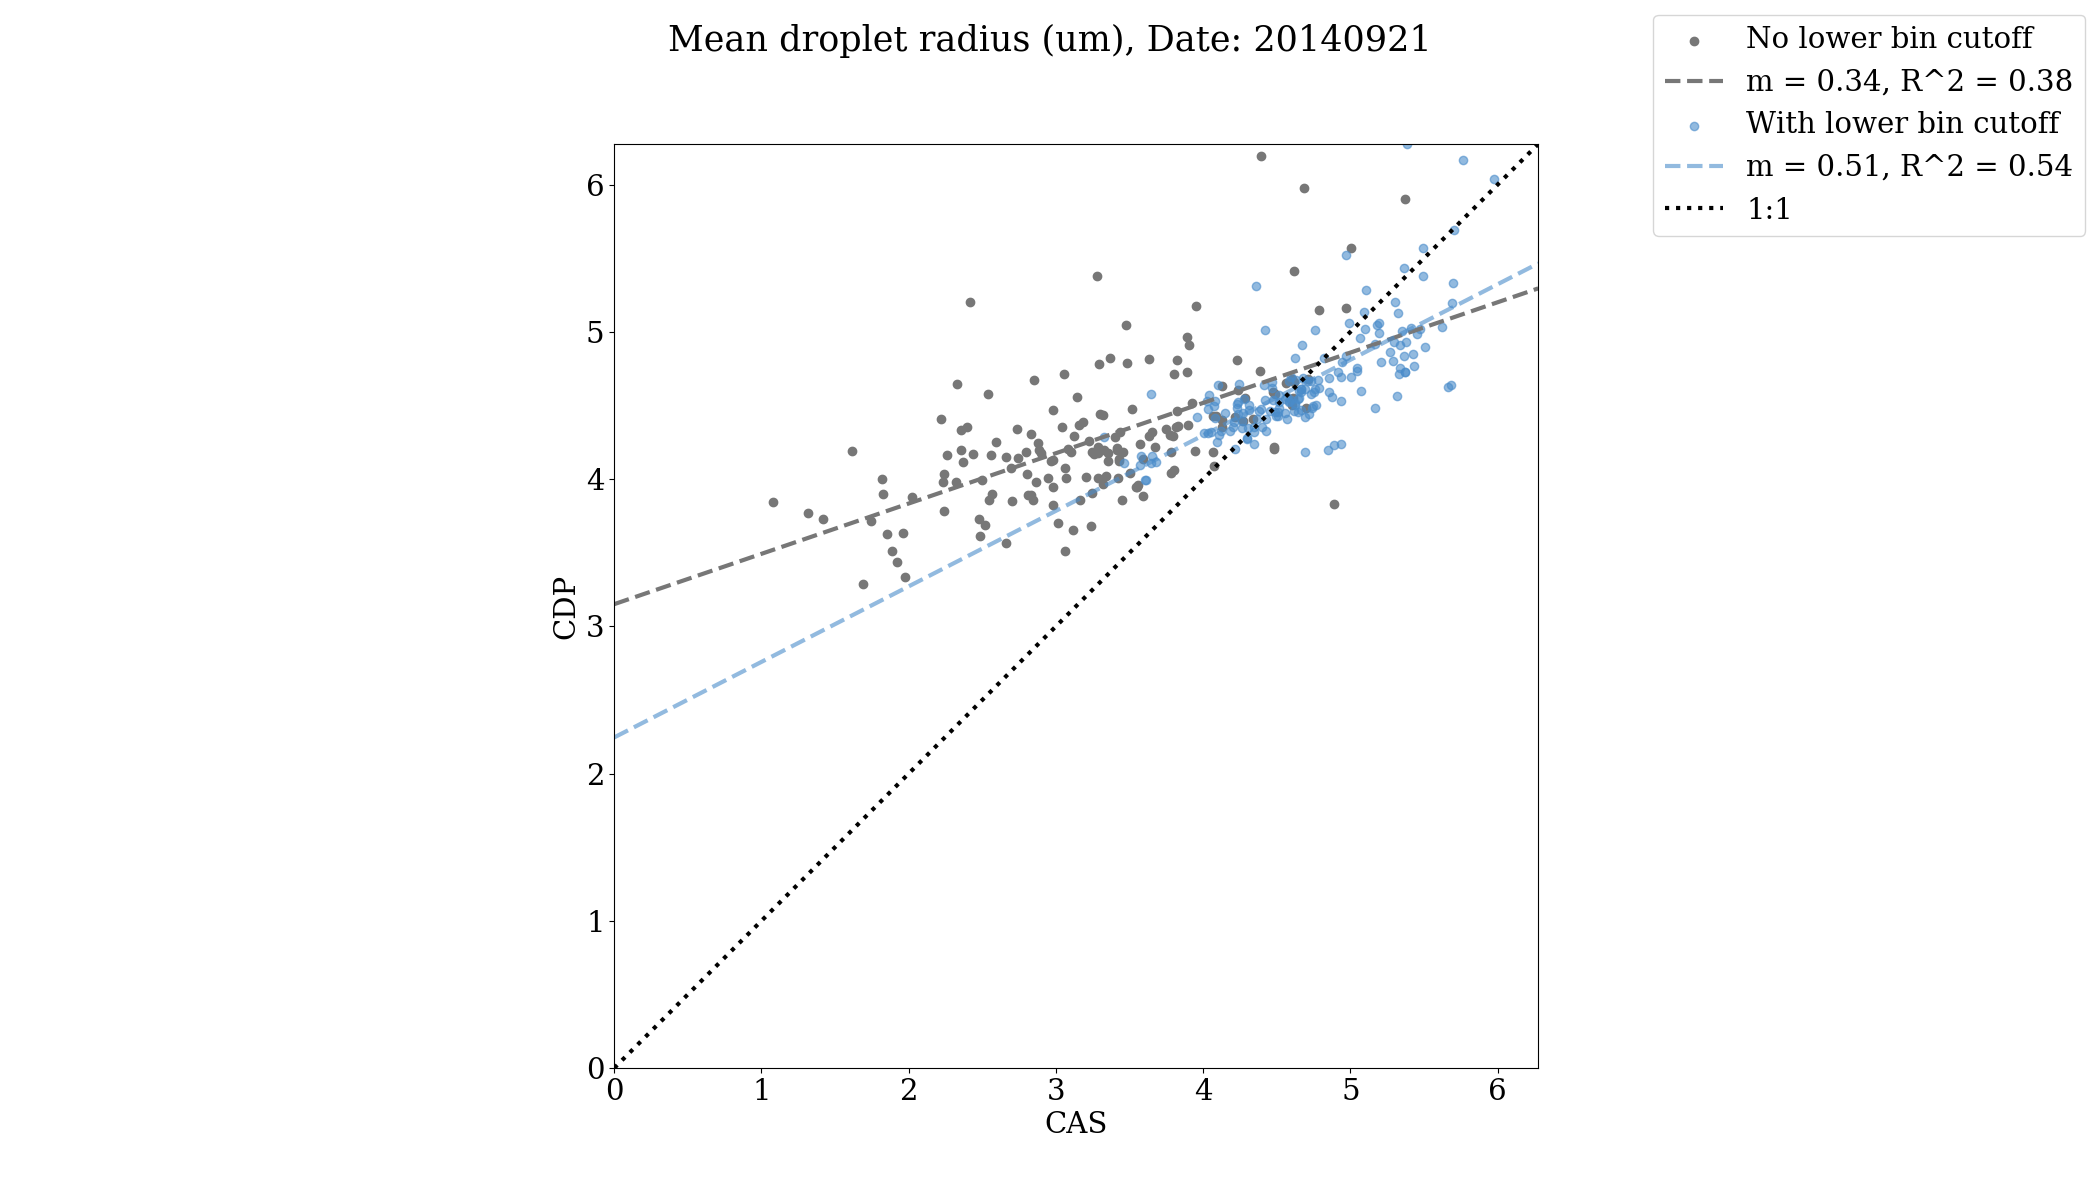 Mean droplet radius (um), Date: 20140921
No lower bin cutoff
m = 0.34, R^2 = 0.38
With lower bin cutoff
m = 0.51, R^2 = 0.54
1:1
6
5
4
3
2
1
0
CDP
0 1 2 3 4 5 6
CAS